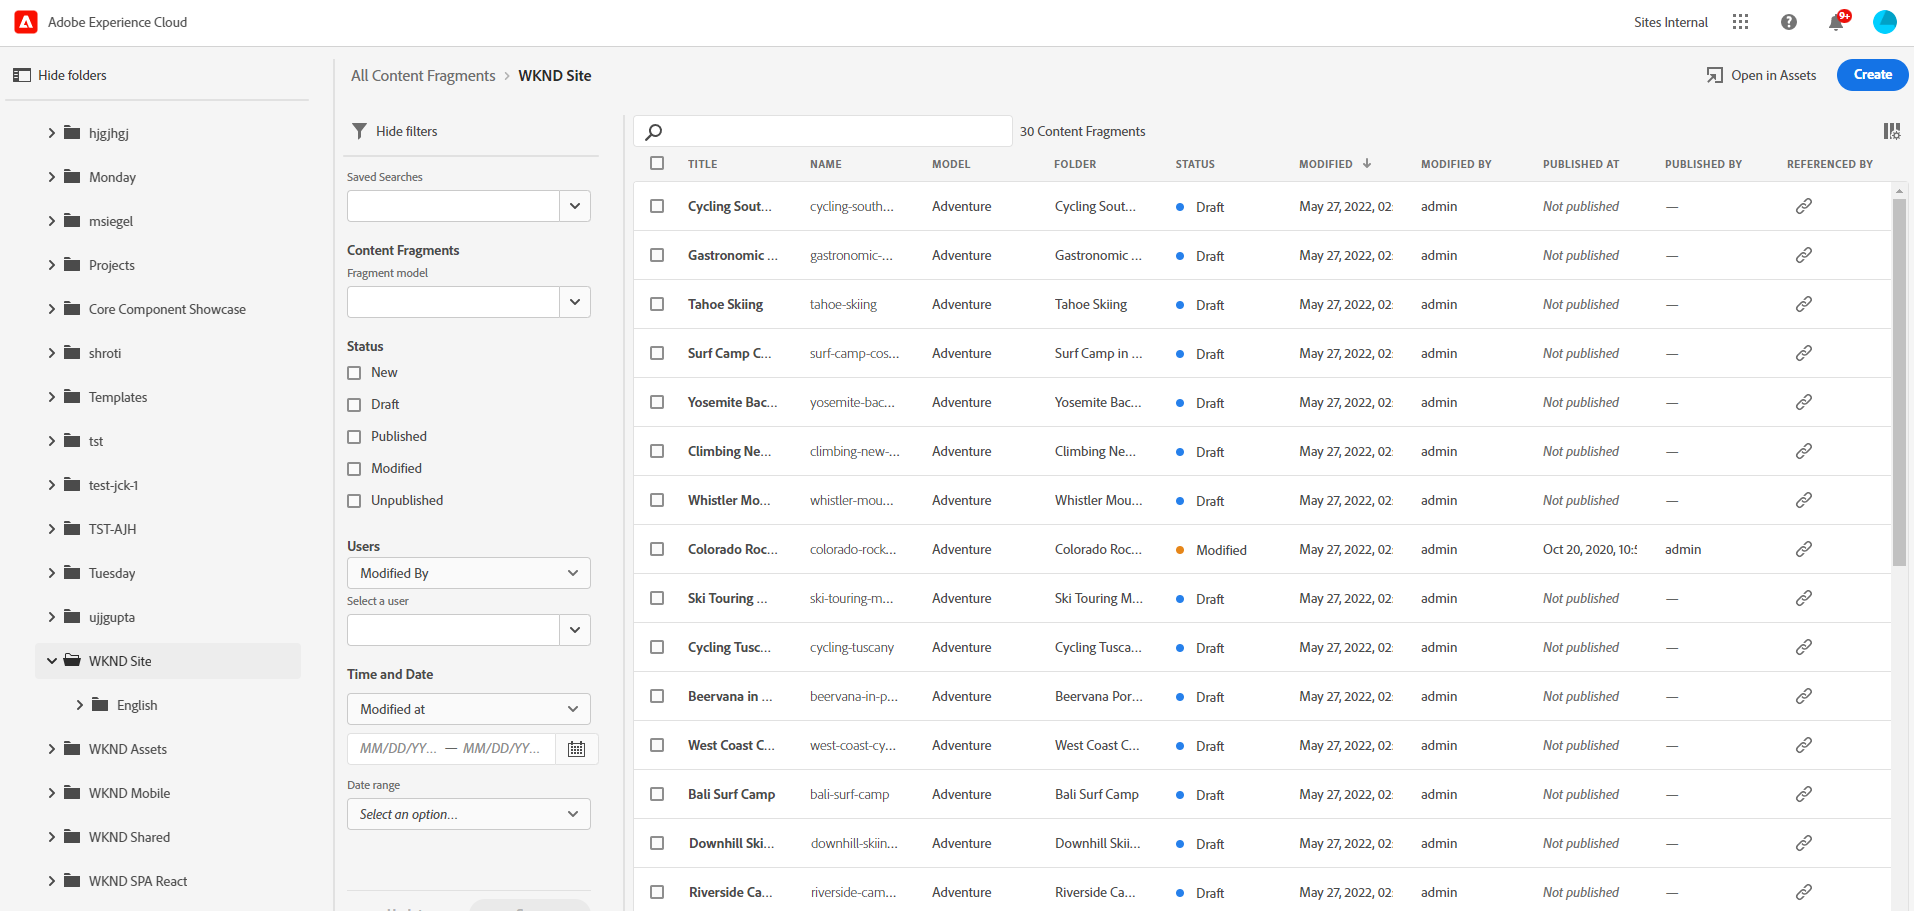 Adobe Experience Cloud
Sites Internal
9+
Hide folders
All Content Fragments › WKND Site
Open in Assets
Create
hjgjhgj
Monday
msiegel
Projects
Core Component Showcase
shroti
Templates
tst
test-jck-1
TST-AJH
Tuesday
ujjgupta
WKND Site
English
WKND Assets
WKND Mobile
WKND Shared
WKND SPA React
Hide filters
Saved Searches
Content Fragments
Fragment model
Status
New
Draft
Published
Modified
Unpublished
Users
Modified By
Select a user
Time and Date
Modified at
MM/DD/YY... — MM/DD/YY...
Date range
Select an option...
30 Content Fragments
TITLE NAME MODEL FOLDER STATUS MODIFIED MODIFIED BY PUBLISHED AT PUBLISHED BY REFERENCED BY
Cycling Sout... cycling-south... Adventure Cycling Sout... Draft May 27, 2022, 02: admin Not published —
Gastronomic ... gastronomic-... Adventure Gastronomic ... Draft May 27, 2022, 02: admin Not published —
Tahoe Skiing tahoe-skiing Adventure Tahoe Skiing Draft May 27, 2022, 02: admin Not published —
Surf Camp C... surf-camp-cos... Adventure Surf Camp in ... Draft May 27, 2022, 02: admin Not published —
Yosemite Bac... yosemite-bac... Adventure Yosemite Bac... Draft May 27, 2022, 02: admin Not published —
Climbing Ne... climbing-new-... Adventure Climbing Ne... Draft May 27, 2022, 02: admin Not published —
Whistler Mo... whistler-mou... Adventure Whistler Mou... Draft May 27, 2022, 02: admin Not published —
Colorado Roc... colorado-rock... Adventure Colorado Roc... Modified May 27, 2022, 02: admin Oct 20, 2020, 10: admin
Ski Touring ... ski-touring-m... Adventure Ski Touring M... Draft May 27, 2022, 02: admin Not published —
Cycling Tusc... cycling-tuscany Adventure Cycling Tusca... Draft May 27, 2022, 02: admin Not published —
Beervana in ... beervana-in-p... Adventure Beervana Por... Draft May 27, 2022, 02: admin Not published —
West Coast C... west-coast-cy... Adventure West Coast C... Draft May 27, 2022, 02: admin Not published —
Bali Surf Camp bali-surf-camp Adventure Bali Surf Camp Draft May 27, 2022, 02: admin Not published —
Downhill Ski... downhill-skiin... Adventure Downhill Skii... Draft May 27, 2022, 02: admin Not published —
Riverside Ca... riverside-cam... Adventure Riverside Ca... Draft May 27, 2022, 02: admin Not published —